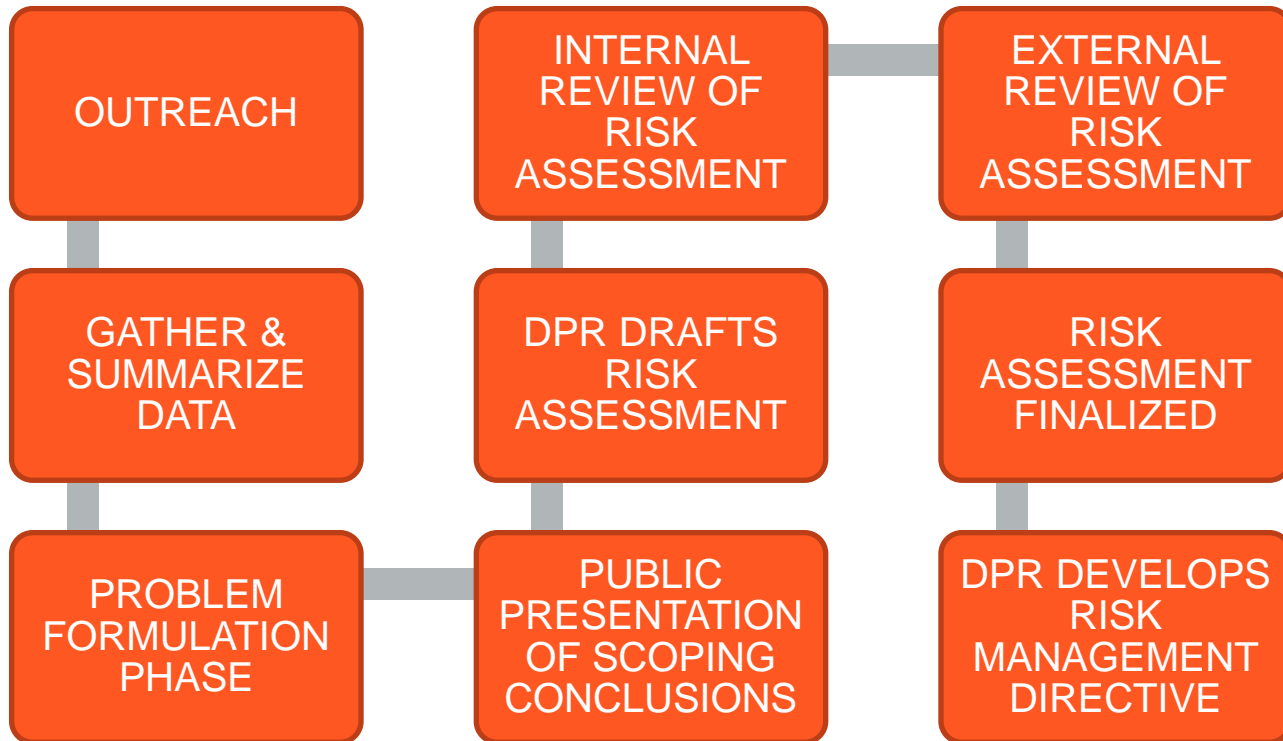 OUTREACH
GATHER &
SUMMARIZE
DATA
PROBLEM
FORMULATION
PHASE
PUBLIC
PRESENTATION
OF SCOPING
CONCLUSIONS
DPR DRAFTS
RISK
ASSESSMENT
INTERNAL
REVIEW OF
RISK
ASSESSMENT
EXTERNAL
REVIEW OF
RISK
ASSESSMENT
RISK
ASSESSMENT
FINALIZED
DPR DEVELOPS
RISK
MANAGEMENT
DIRECTIVE